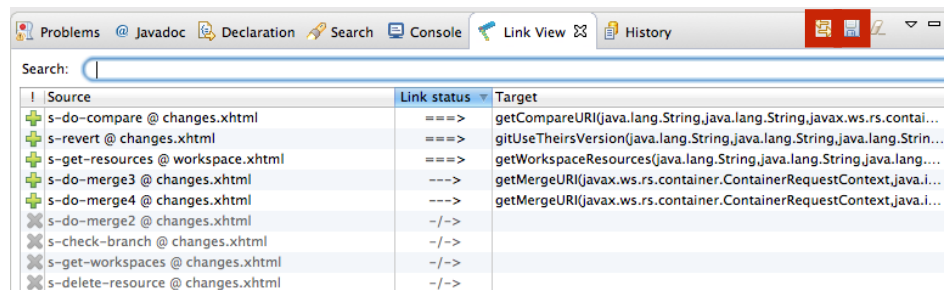 Problems @ Javadoc Declaration Search Console Link View History
Search:
! Source Link status Target
s-do-compare @ changes.xhtml ===> getCompareURI(java.lang.String,java.lang.String,javax.ws.rs.contai...
s-revert @ changes.xhtml ===> gitUseTheirsVersion(java.lang.String,java.lang.String,java.lang.Strin...
s-get-resources @ workspace.xhtml ===> getWorkspaceResources(java.lang.String,java.lang.String,java.lang....
s-do-merge3 @ changes.xhtml ---> getMergeURI(javax.ws.rs.container.ContainerRequestContext,java.i...
s-do-merge4 @ changes.xhtml ---> getMergeURI(javax.ws.rs.container.ContainerRequestContext,java.i...
s-do-merge2 @ changes.xhtml -/->
s-check-branch @ changes.xhtml -/->
s-get-workspaces @ changes.xhtml -/->
s-delete-resource @ changes.xhtml -/->